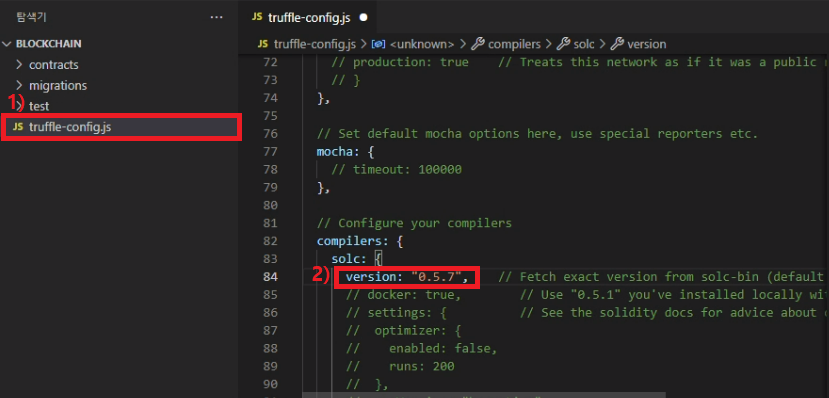 탐색기 ...
BLOCKCHAIN
contracts
migrations
1) test
JS truffle-config.js
JS truffle-config.js ●
JS truffle-config.js > <unknown> > compilers > solc > version
72 // production: true // Treats this network as if it was a public
73 // }
74 },
75
76 // Set default mocha options here, use special reporters etc.
77 mocha: {
78 // timeout: 100000
79 },
80
81 // Configure your compilers
82 compilers: {
83 solc: {
2) 84 version: "0.5.7", // Fetch exact version from solc-bin (default
85 // docker: true, // Use "0.5.1" you've installed locally wi
86 // settings: { // See the solidity docs for advice about
87 // optimizer: {
88 // enabled: false,
89 // runs: 200
90 // },